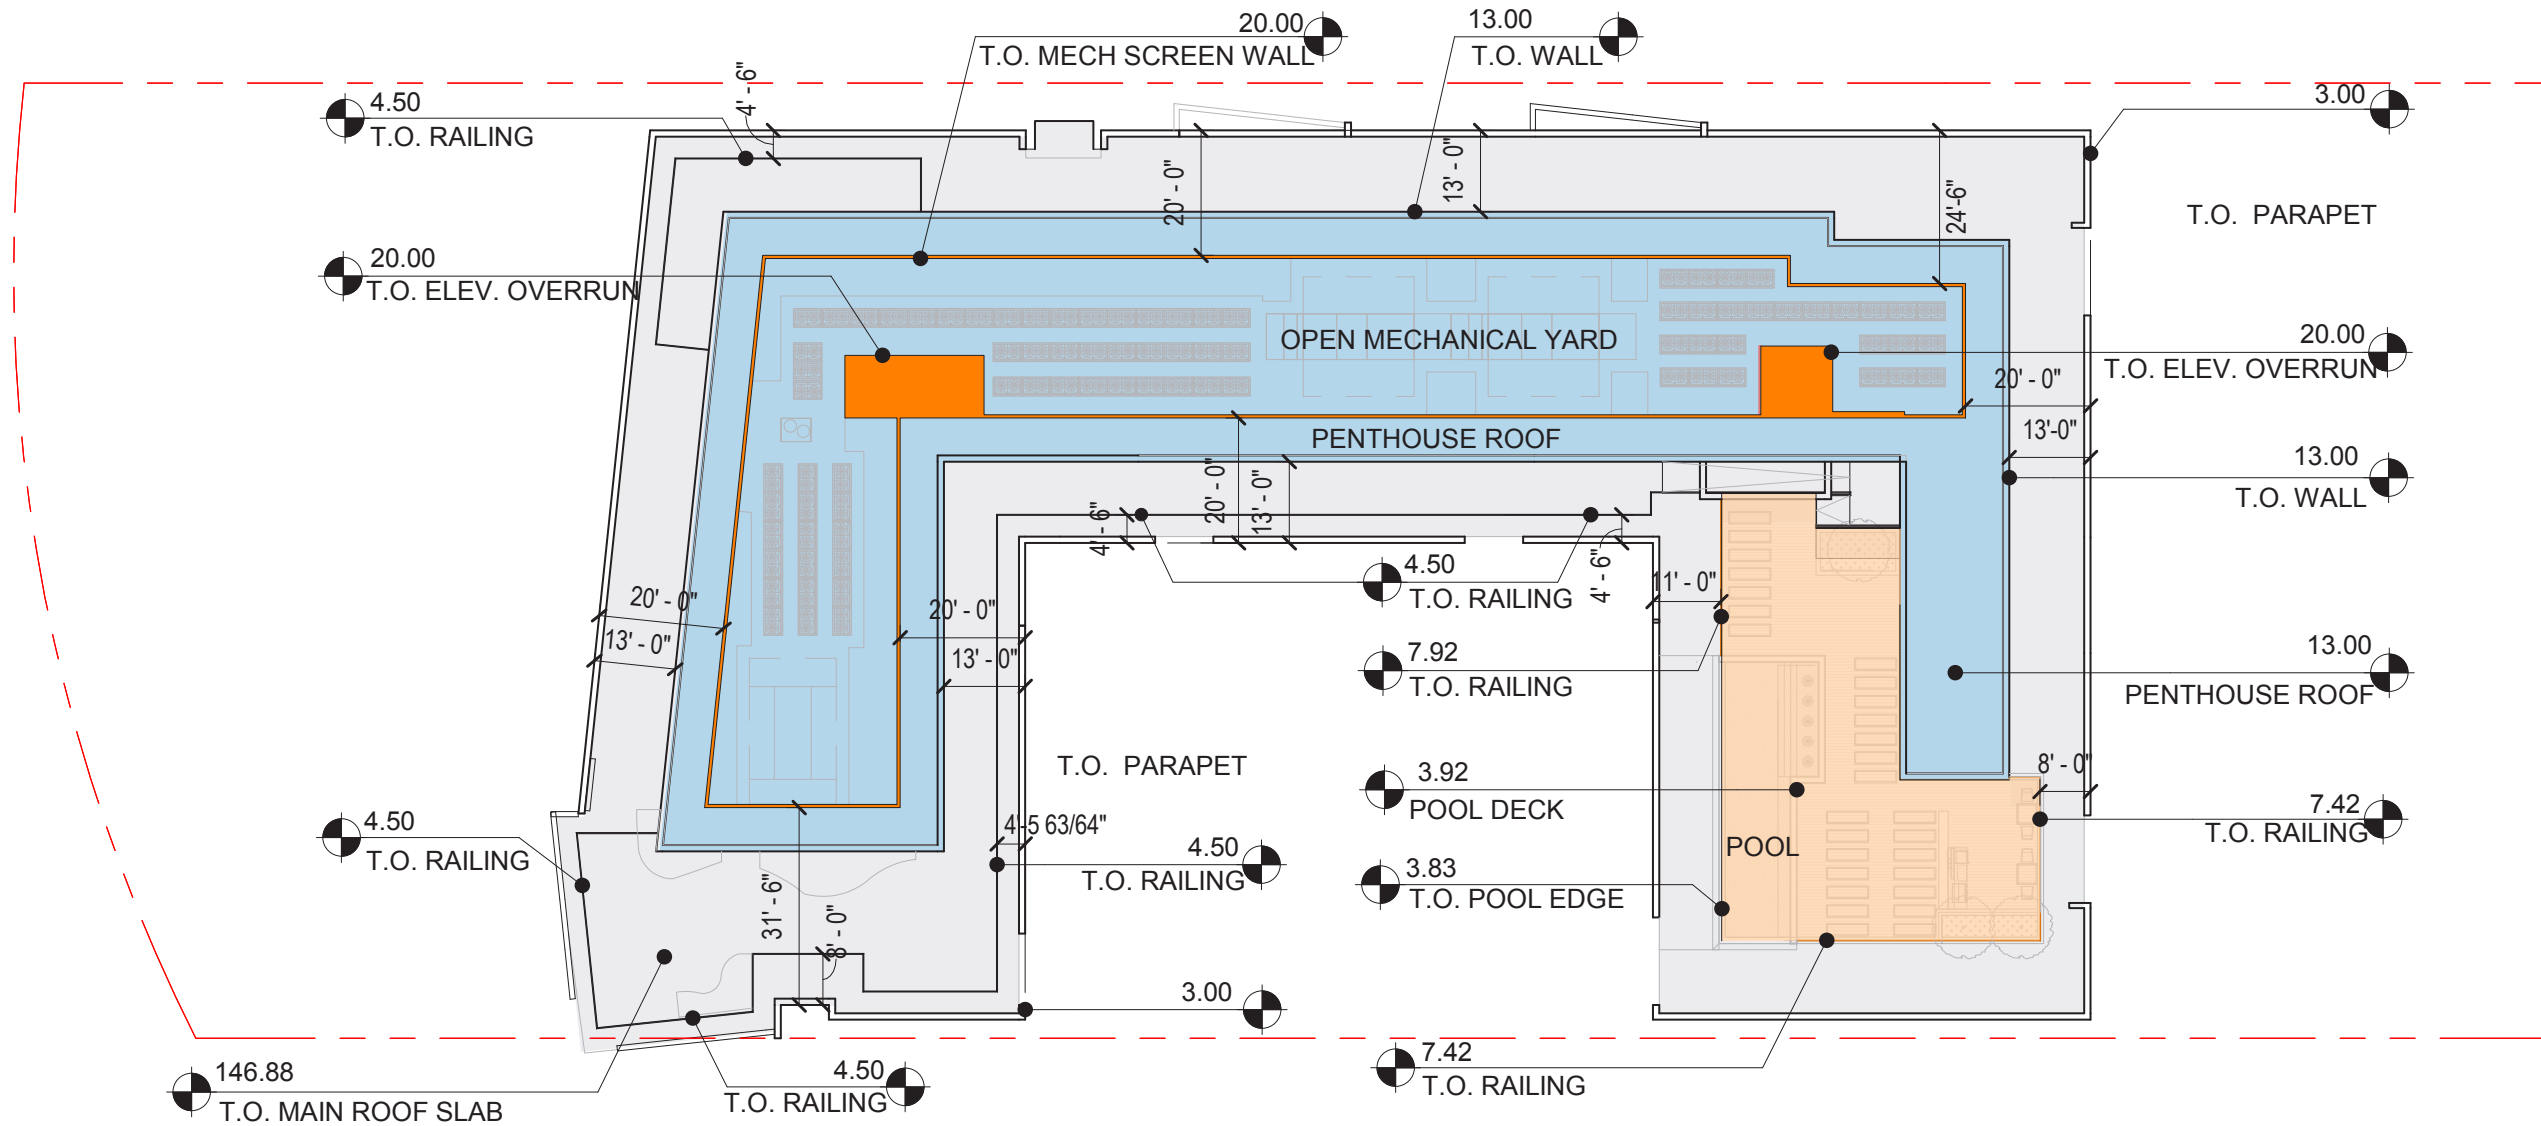 20.00
T.O. MECH SCREEN WALL
13.00
T.O. WALL
4.50
T.O. RAILING
4' - 6"
3.00
T.O. PARAPET
20' - 0"
13' - 0"
24'-6"
20.00
T.O. ELEV. OVERRUN
OPEN MECHANICAL YARD
20.00
T.O. ELEV. OVERRUN
20' - 0"
13'-0"
PENTHOUSE ROOF
13.00
T.O. WALL
20' - 0"
13' - 0"
4' - 6"
4' - 6"
4.50
T.O. RAILING
11' - 0"
20' - 0"
13' - 0"
20' - 0"
13' - 0"
7.92
T.O. RAILING
13.00
PENTHOUSE ROOF
T.O. PARAPET
3.92
POOL DECK
8' - 0"
7.42
T.O. RAILING
4.50
T.O. RAILING
4'-5 63/64"
4.50
T.O. RAILING
POOL
3.83
T.O. POOL EDGE
31' - 6"
8' - 0"
3.00
7.42
T.O. RAILING
146.88
T.O. MAIN ROOF SLAB
4.50
T.O. RAILING